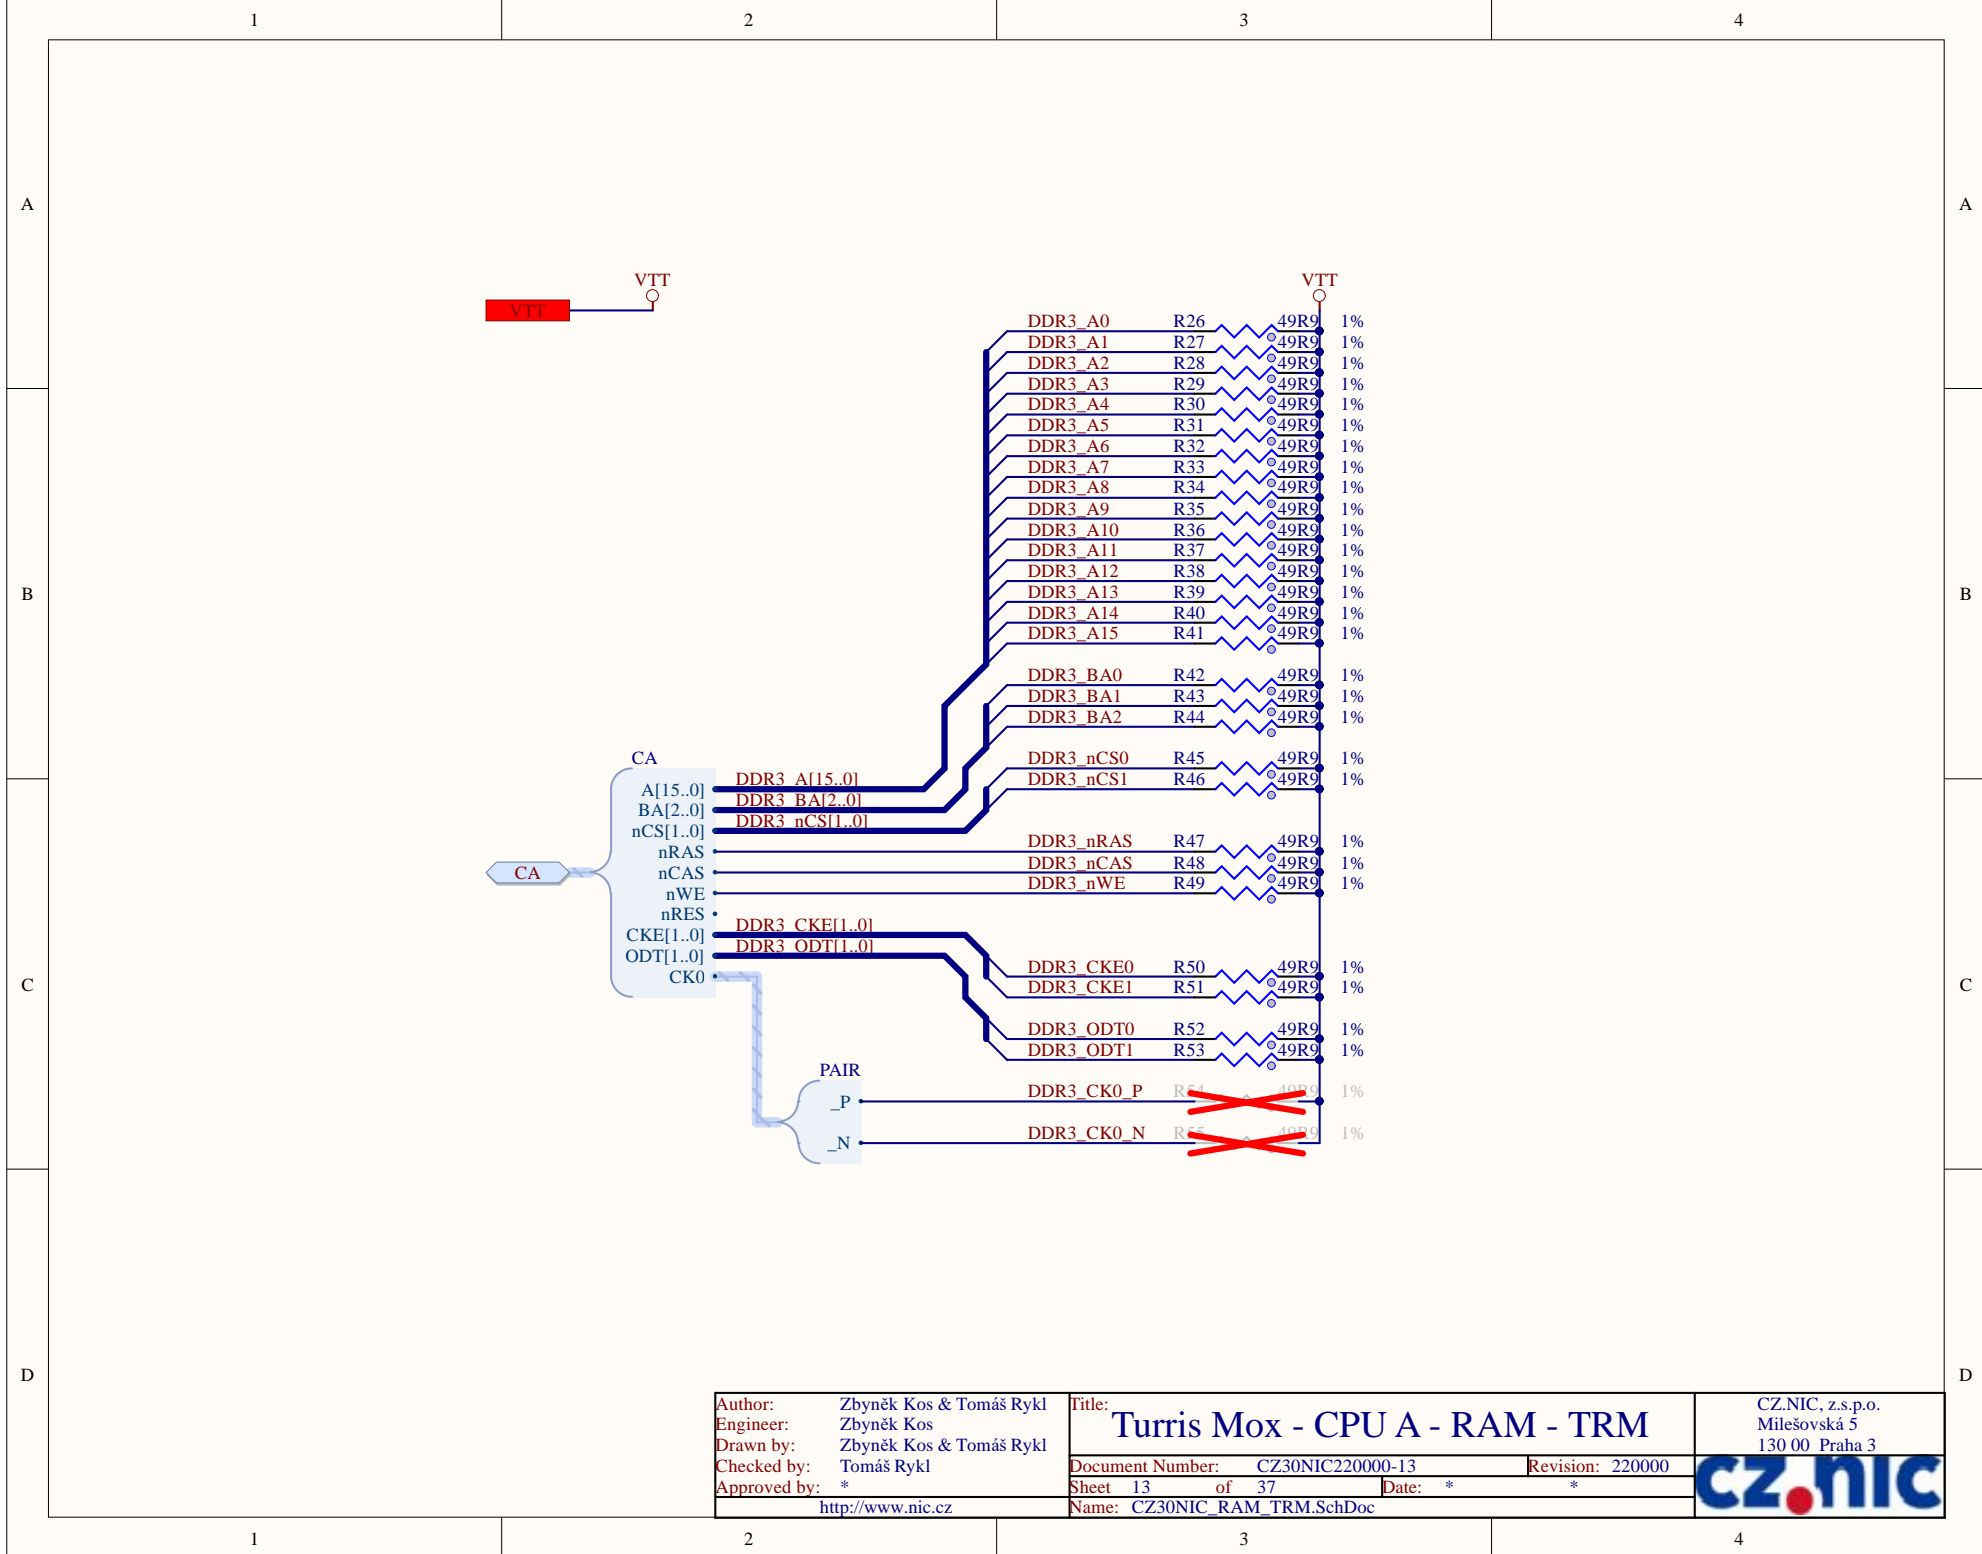 1 2 3 4
A A
VTT VTT
VTT
DDR3_A0 R26 49R9 1%
DDR3_A1 R27 49R9 1%
DDR3_A2 R28 49R9 1%
DDR3_A3 R29 49R9 1%
DDR3_A4 R30 49R9 1%
DDR3_A5 R31 49R9 1%
DDR3_A6 R32 49R9 1%
DDR3_A7 R33 49R9 1%
DDR3_A8 R34 49R9 1%
DDR3_A9 R35 49R9 1%
DDR3_A10 R36 49R9 1%
DDR3_A11 R37 49R9 1%
DDR3_A12 R38 49R9 1%
B B
DDR3_A13 R39 49R9 1%
DDR3_A14 R40 49R9 1%
DDR3_A15 R41 49R9 1%
DDR3_BA0 R42 49R9 1%
DDR3_BA1 R43 49R9 1%
DDR3_BA2 R44 49R9 1%
CA DDR3_nCS0 R45 49R9 1%
DDR3_A[15..0] DDR3_nCS1 R46 49R9 1%
A[15..0]
DDR3_BA[2..0]
BA[2..0]
DDR3_nCS[1..0]
nCS[1..0]
DDR3_nRAS R47 49R9 1%
nRAS
DDR3_nCAS R48 49R9 1%
CA nCAS
DDR3_nWE R49 49R9 1%
nWE
nRES
DDR3_CKE[1..0]
CKE[1..0]
DDR3_ODT[1..0]
ODT[1..0]
DDR3_CKE0 R50 49R9 1%
CK0
C C
DDR3_CKE1 R51 49R9 1%
DDR3_ODT0 R52 49R9 1%
DDR3_ODT1 R53 49R9 1%
PAIR
DDR3_CK0_P R54 49R9 1%
_P
DDR3_CK0_N R55 49R9 1%
_N
D D
Author: Zbyněk Kos & Tomáš Rykl
Engineer: Zbyněk Kos
Drawn by: Zbyněk Kos & Tomáš Rykl
Checked by: Tomáš Rykl
Approved by: *
http://www.nic.cz
Title: Turris Mox - CPU A - RAM - TRM
Document Number: CZ30NIC220000-13 Revision: 220000
Sheet 13 of 37 Date: * *
Name: CZ30NIC_RAM_TRM.SchDoc
CZ.NIC, z.s.p.o.
Milešovská 5
130 00 Praha 3
cz.nic
1 2 3 4